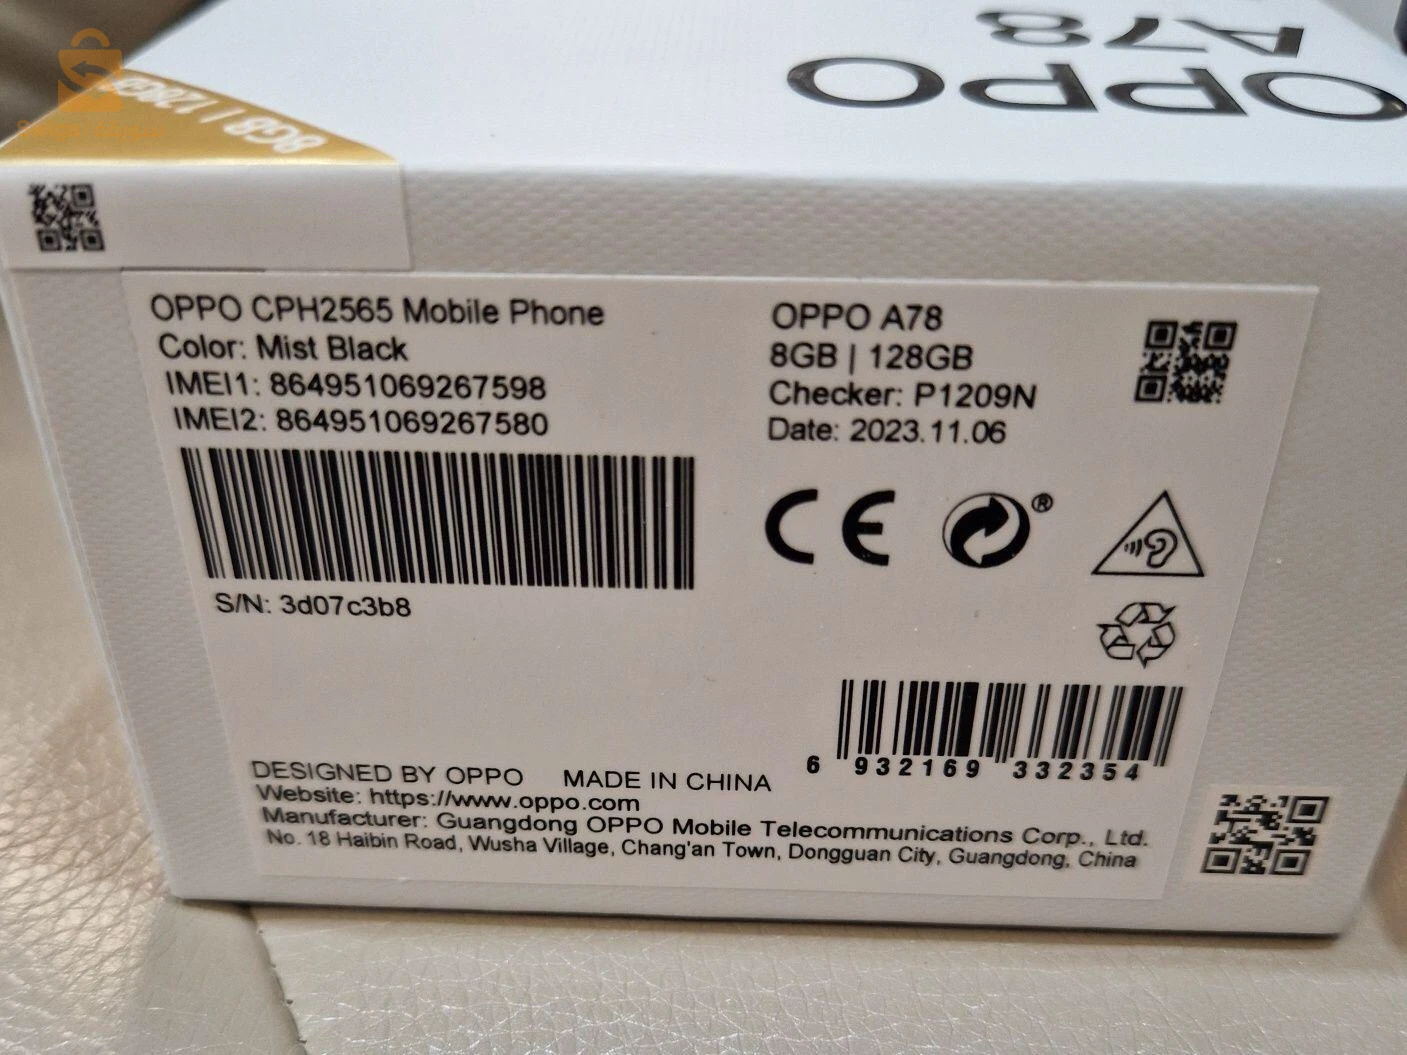 OPPO
A78
8GB | 128GB
OPPO CPH2565 Mobile Phone
Color: Mist Black
IMEI1: 864951069267598
IMEI2: 864951069267580
S/N: 3d07c3b8
OPPO A78
8GB | 128GB
Checker: P1209N
Date: 2023.11.06
CE
®
6 932169 332354
DESIGNED BY OPPO MADE IN CHINA
Website: https://www.oppo.com
Manufacturer: Guangdong OPPO Mobile Telecommunications Corp., Ltd.
No. 18 Haibin Road, Wusha Village, Chang'an Town, Dongguan City, Guangdong, China